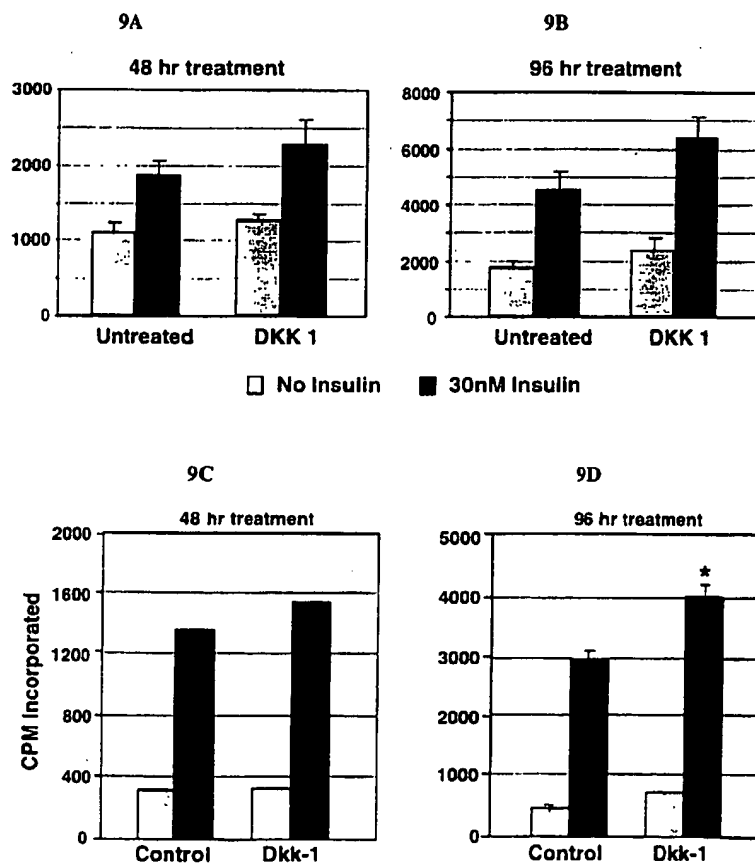 9A
9B
48 hr treatment
96 hr treatment
3000
2000
1000
0
8000
6000
4000
2000
0
Untreated
DKK 1
Untreated
DKK 1
No Insulin
30nM Insulin
9C
9D
48 hr treatment
96 hr treatment
CPM Incorporated
2000
1600
1200
800
400
0
5000
4000
3000
2000
1000
0
*
Control
Dkk-1
Control
Dkk-1